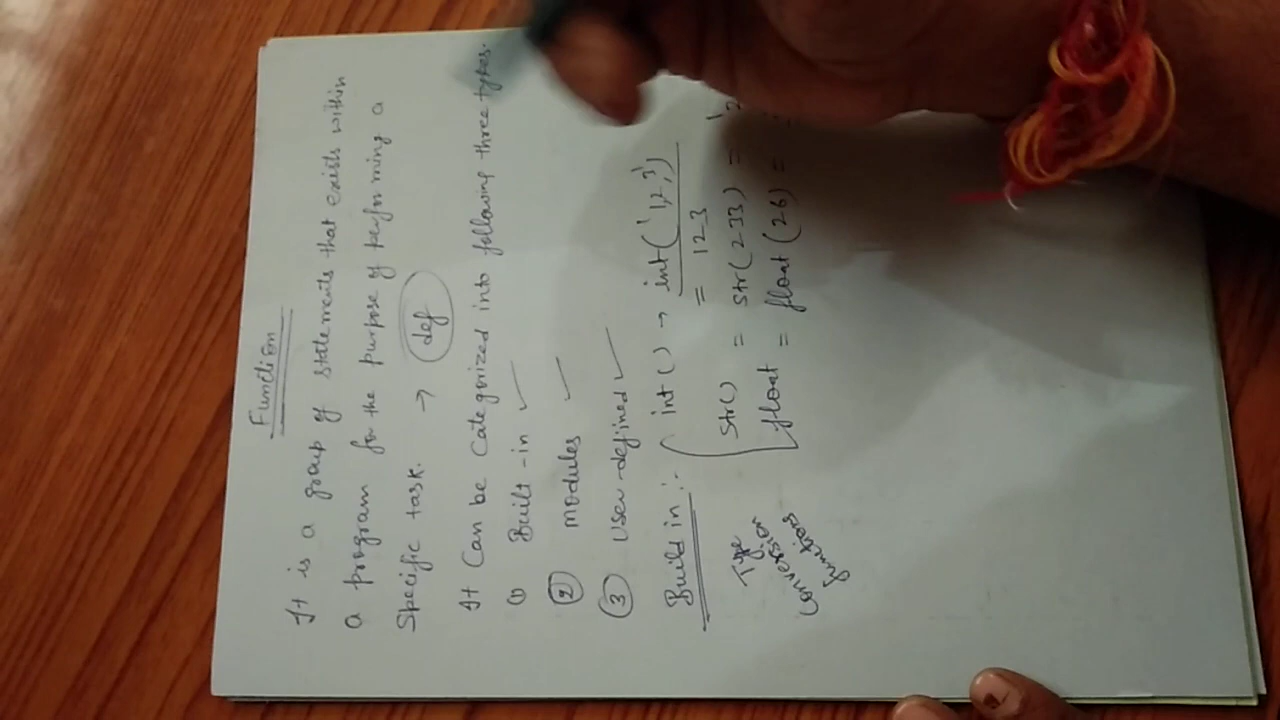 Function
It is a group of statements that exists within
a program for the purpose of performing a
Specific task. → def
It Can be Categorized into following three types.
(1) Built-in ✓
(2) modules ✓
(3) User-defined ✓
Build in :- int() → int('123')
= 123
str() = str(233) = '2
float = float(26) =
Type
Conversion
functions